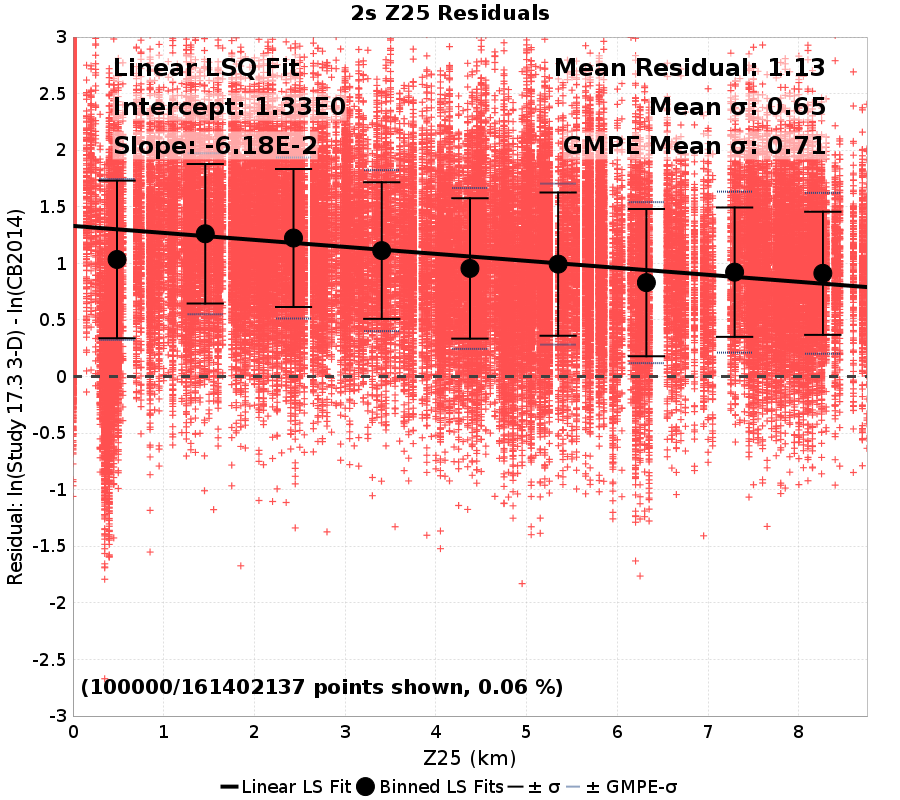 2s Z25 Residuals
Linear LSQ Fit
Intercept: 1.33E0
Slope: -6.18E-2
Mean Residual: 1.13
Mean σ: 0.65
GMPE Mean σ: 0.71
Residual: ln(Study 17.3 3-D) - ln(CB2014)
3
2.5
2
1.5
1
0.5
0
-0.5
-1
-1.5
-2
-2.5
-3
(100000/161402137 points shown, 0.06 %)
0 1 2 3 4 5 6 7 8
Z25 (km)
Linear LS Fit Binned LS Fits ± σ ± GMPE-σ